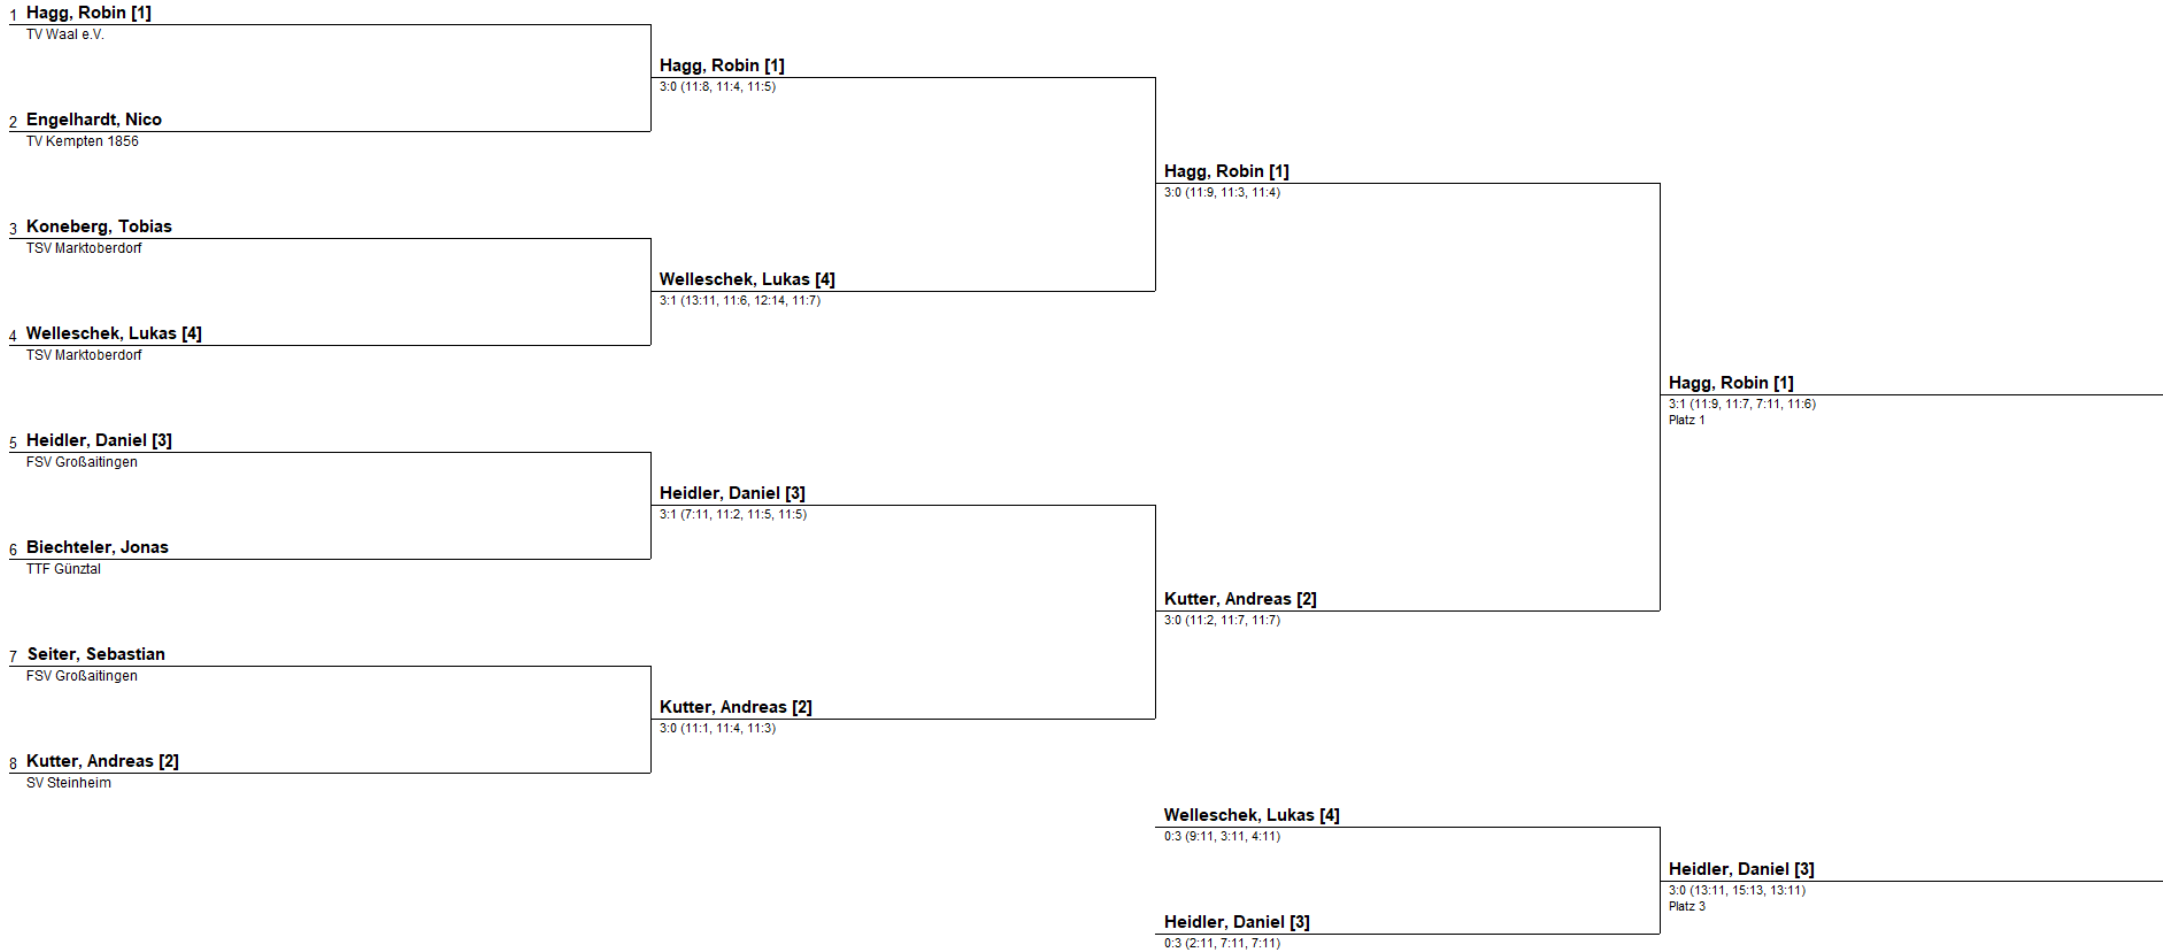 1 Hagg, Robin [1]
TV Waal e.V.
Hagg, Robin [1]
3:0 (11:8, 11:4, 11:5)
2 Engelhardt, Nico
TV Kempten 1856
Hagg, Robin [1]
3:0 (11:9, 11:3, 11:4)
3 Koneberg, Tobias
TSV Marktoberdorf
Welleschek, Lukas [4]
3:1 (13:11, 11:6, 12:14, 11:7)
4 Welleschek, Lukas [4]
TSV Marktoberdorf
Hagg, Robin [1]
3:1 (11:9, 11:7, 7:11, 11:6)
Platz 1
5 Heidler, Daniel [3]
FSV Großaitingen
Heidler, Daniel [3]
3:1 (7:11, 11:2, 11:5, 11:5)
6 Biechteler, Jonas
TTF Günztal
Kutter, Andreas [2]
3:0 (11:2, 11:7, 11:7)
7 Seiter, Sebastian
FSV Großaitingen
Kutter, Andreas [2]
3:0 (11:1, 11:4, 11:3)
8 Kutter, Andreas [2]
SV Steinheim
Welleschek, Lukas [4]
0:3 (9:11, 3:11, 4:11)
Heidler, Daniel [3]
3:0 (13:11, 15:13, 13:11)
Platz 3
Heidler, Daniel [3]
0:3 (2:11, 7:11, 7:11)